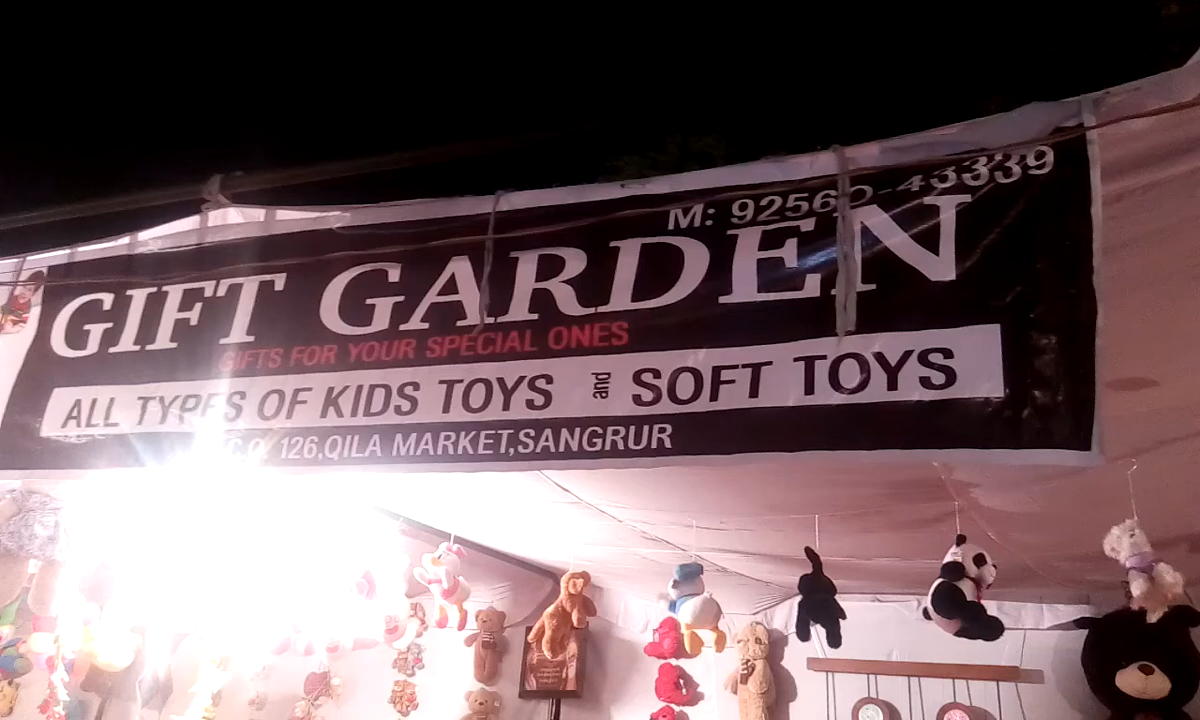 M: 92560-43339
GIFT GARDEN
GIFTS FOR YOUR SPECIAL ONES
ALL TYPES OF KIDS TOYS and SOFT TOYS
126,QILA MARKET,SANGRUR